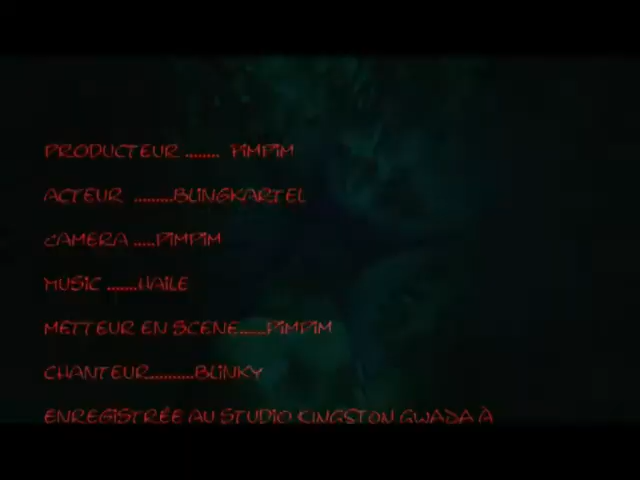 PRODUCTEUR ........ PIMPIM
ACTEUR .........BLINGKARTEL
CAMERA .....PIMPIM
MUSIC .......HAILE
METTEUR EN SCENE......PIMPIM
CHANTEUR..........BLINKY
ENREGISTRÉE AU STUDIO KINGSTON GWADA À